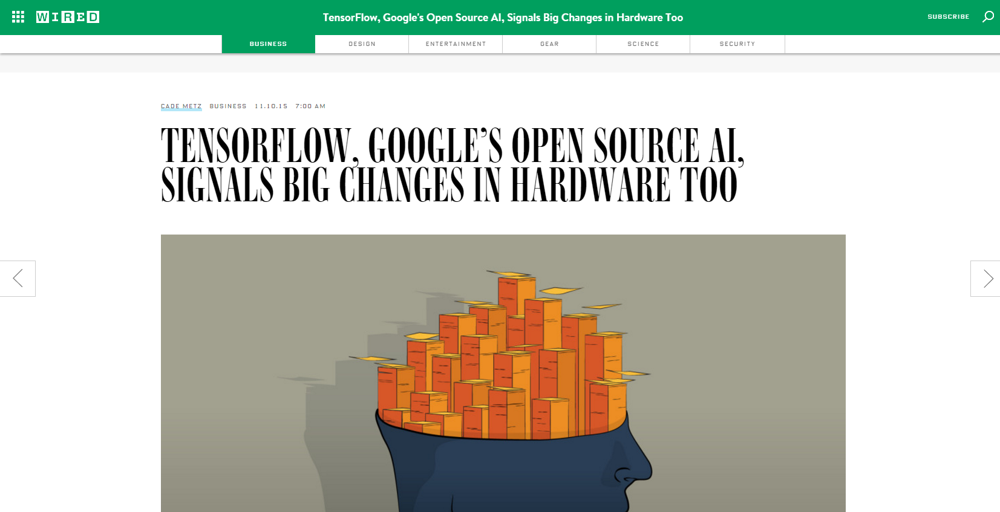 WIRED
TensorFlow, Google's Open Source AI, Signals Big Changes in Hardware Too
SUBSCRIBE
BUSINESS
DESIGN
ENTERTAINMENT
GEAR
SCIENCE
SECURITY
CADE METZ BUSINESS 11.10.15 7:00 AM
TENSORFLOW, GOOGLE’S OPEN SOURCE AI,
SIGNALS BIG CHANGES IN HARDWARE TOO